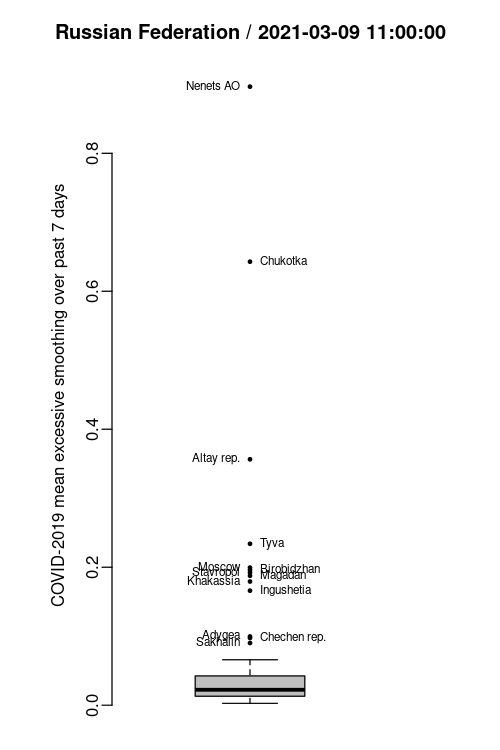 Russian Federation / 2021-03-09 11:00:00
COVID-2019 mean excessive smoothing over past 7 days
0.8
0.6
0.4
0.2
0.0
Nenets AO
Chukotka
Altay rep.
Tyva
Moscow
Birobidzhan
Stavropol
Magadan
Khakassia
Ingushetia
Adygea
Chechen rep.
Sakhalin